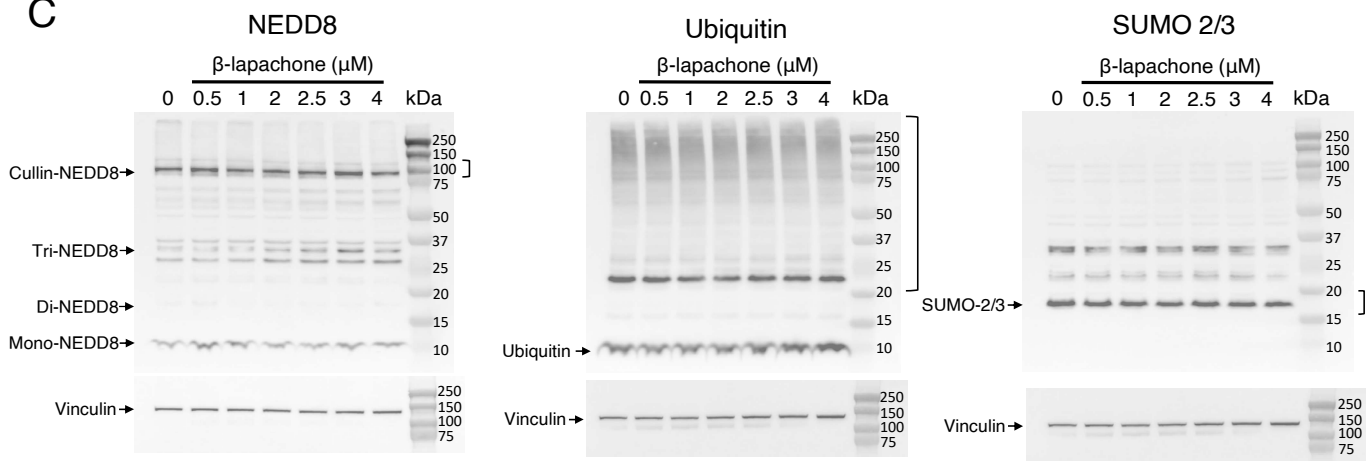 C
NEDD8
β-lapachone (μM)
0 0.5 1 2 2.5 3 4 kDa
250
150
100
75
50
37
25
20
15
10
Cullin-NEDD8
Tri-NEDD8
Di-NEDD8
Mono-NEDD8
Vinculin
250
150
100
75
Ubiquitin
β-lapachone (μM)
0 0.5 1 2 2.5 3 4 kDa
250
150
100
75
50
37
25
20
15
10
Ubiquitin
Vinculin
250
150
100
75
SUMO 2/3
β-lapachone (μM)
0 0.5 1 2 2.5 3 4 kDa
250
150
100
75
50
37
25
20
15
10
SUMO-2/3
Vinculin
250
150
100
75